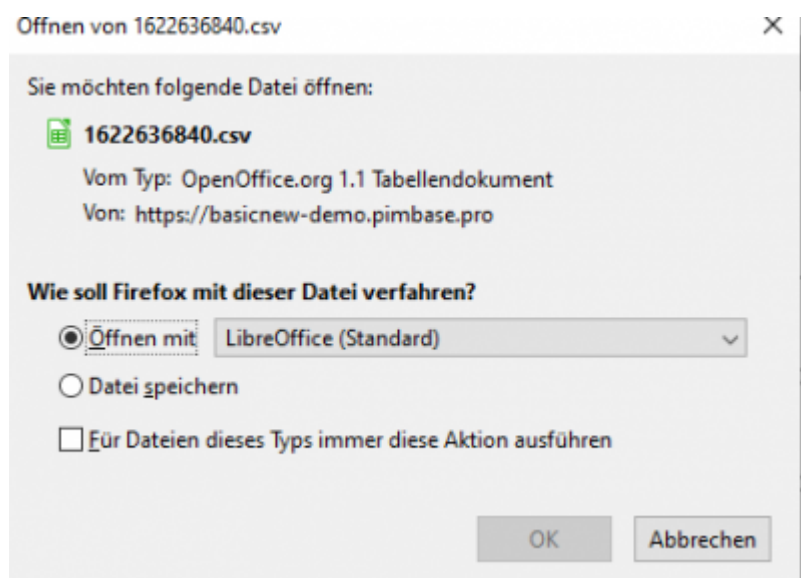 Öffnen von 1622636840.csv
Sie möchten folgende Datei öffnen:
1622636840.csv
Vom Typ: OpenOffice.org 1.1 Tabellendokument
Von: https://basicnew-demo.pimbase.pro
Wie soll Firefox mit dieser Datei verfahren?
Öffnen mit LibreOffice (Standard)
Datei speichern
Für Dateien dieses Typs immer diese Aktion ausführen
OK Abbrechen